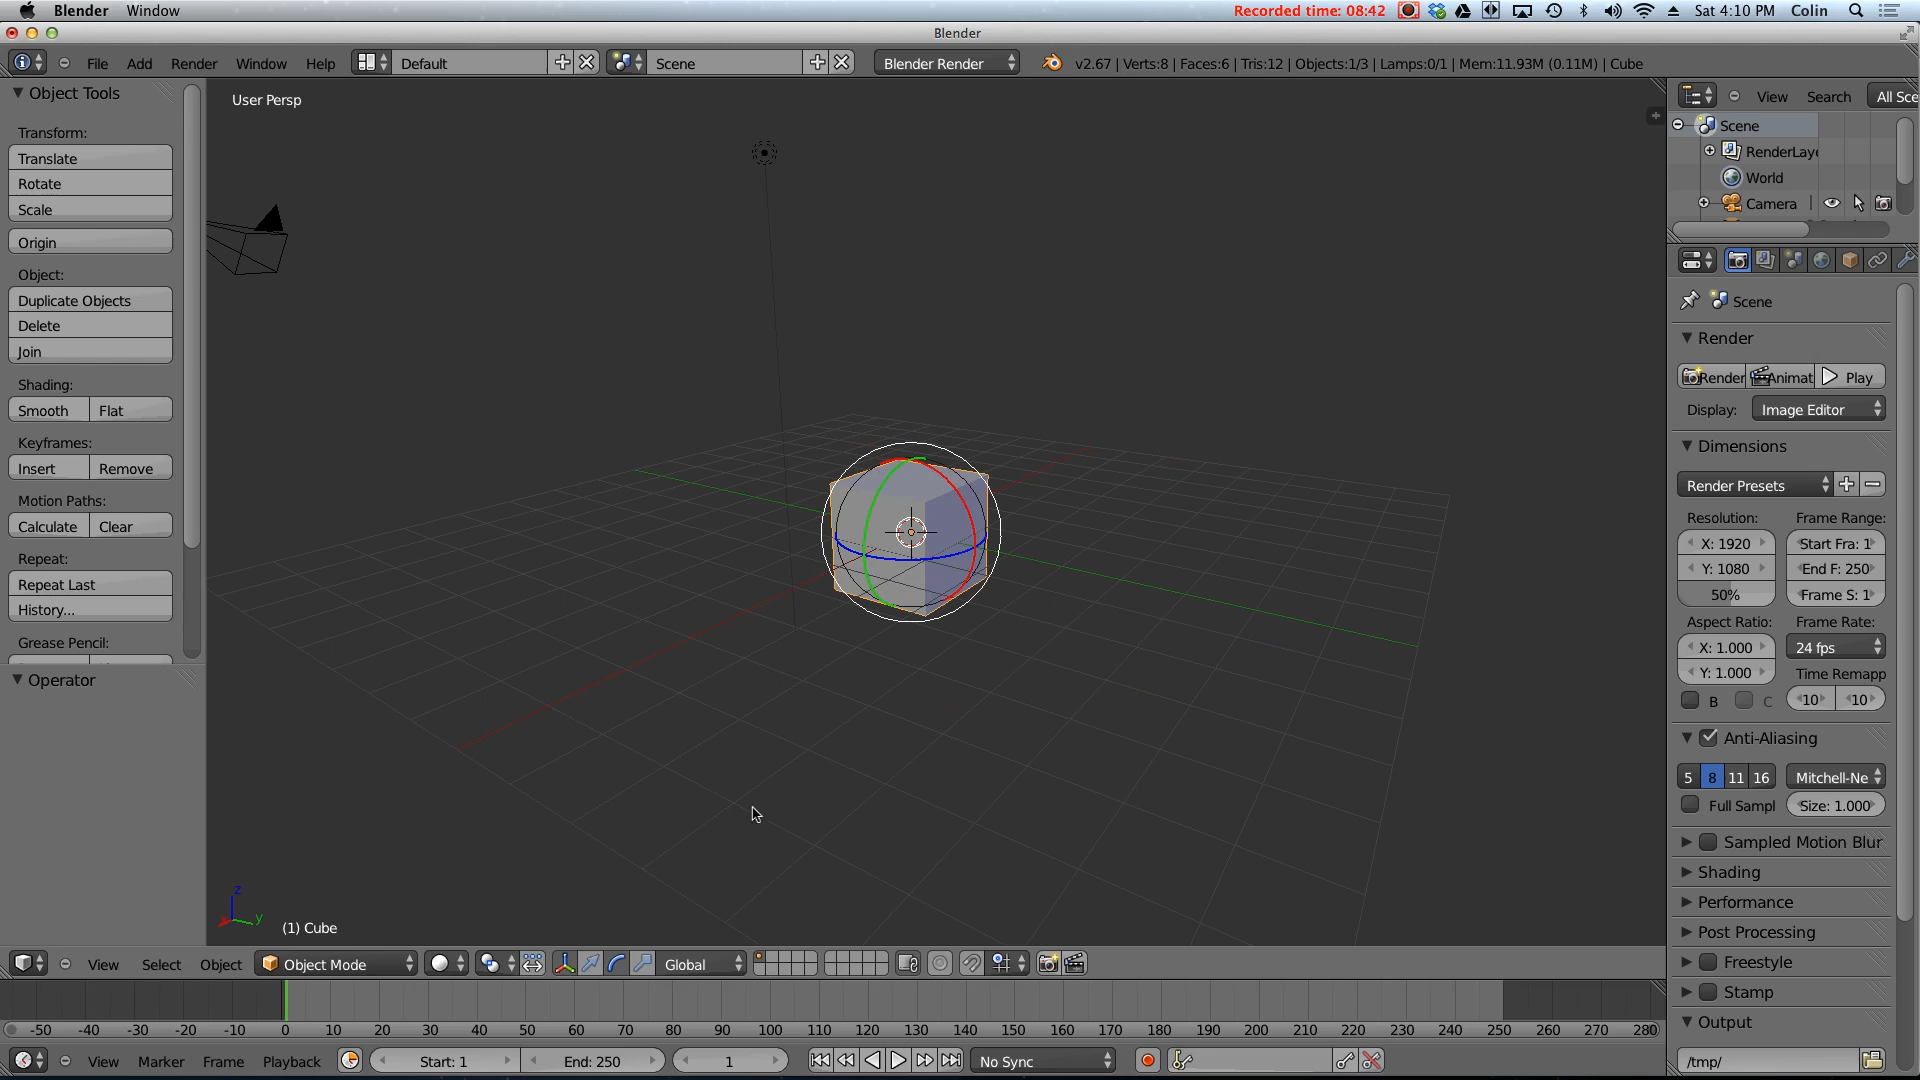 Blender Window
Recorded time: 08:42 Sat 4:10 PM Colin
Blender
File Add Render Window Help Default Scene Blender Render v2.67 | Verts:8 | Faces:6 | Tris:12 | Objects:1/3 | Lamps:0/1 | Mem:11.93M (0.11M) | Cube
Object Tools
Transform:
Translate
Rotate
Scale
Origin
Object:
Duplicate Objects
Delete
Join
Shading:
Smooth Flat
Keyframes:
Insert Remove
Motion Paths:
Calculate Clear
Repeat:
Repeat Last
History...
Grease Pencil:
Operator
User Persp
z
y
(1) Cube
View Search All Sce
Scene
RenderLaye
World
Camera
Scene
Render
Render Animat Play
Display: Image Editor
Dimensions
Render Presets
Resolution: Frame Range:
X: 1920 Start Fra: 1
Y: 1080 End F: 250
50% Frame S: 1
Aspect Ratio: Frame Rate:
X: 1.000 24 fps
Y: 1.000 Time Remapp
B C 10 10
Anti-Aliasing
5 8 11 16 Mitchell-Ne
Full Sampl Size: 1.000
Sampled Motion Blur
Shading
Performance
Post Processing
Freestyle
Stamp
Output
/tmp/
View Select Object Object Mode Global
-50 -40 -30 -20 -10 0 10 20 30 40 50 60 70 80 90 100 110 120 130 140 150 160 170 180 190 200 210 220 230 240 250 260 270 280
View Marker Frame Playback Start: 1 End: 250 1 No Sync